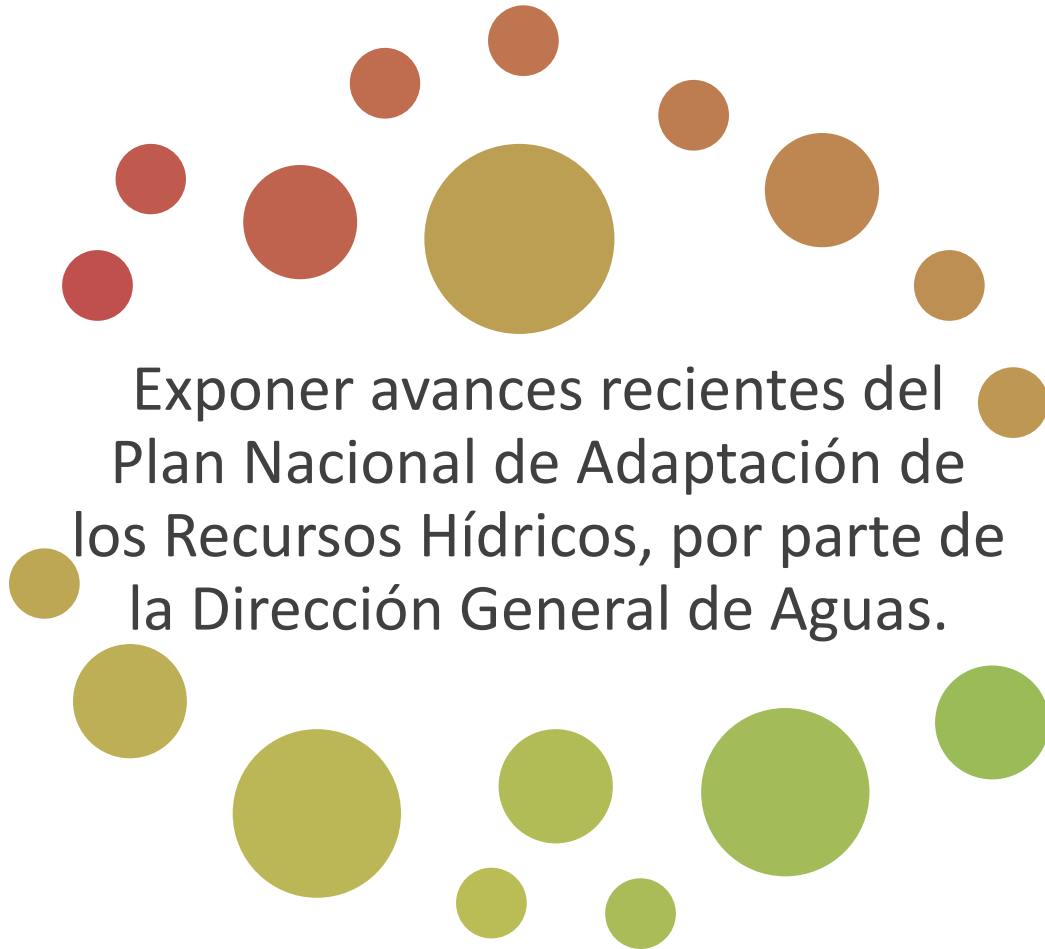 Exponer avances recientes del
Plan Nacional de Adaptación de
los Recursos Hídricos, por parte de
la Dirección General de Aguas.